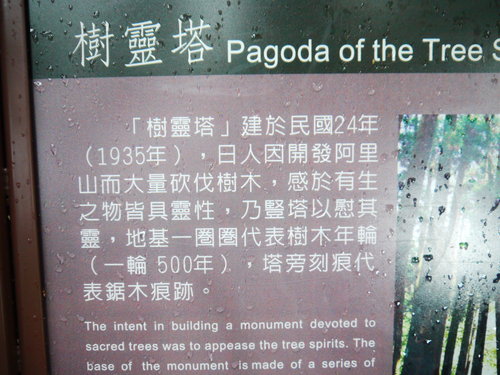 樹靈塔 Pagoda of the Tree S
「樹靈塔」建於民國24年
（1935年），日人因開發阿里
山而大量砍伐樹木，感於有生
之物皆具靈性，乃豎塔以慰其
靈，地基一圈圈代表樹木年輪
（一輪 500年），塔旁刻痕代
表鋸木痕跡。
The intent in building a monument devoted to
sacred trees was to appease the tree spirits. The
base of the monument is made of a series of